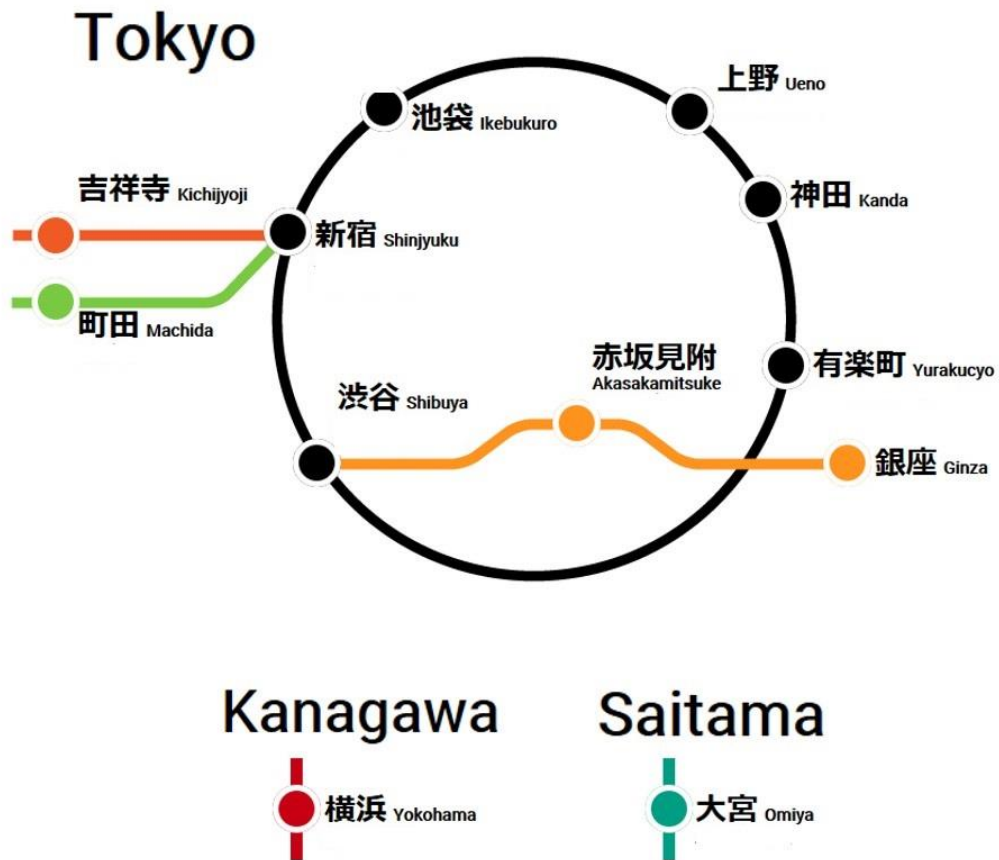 Tokyo
上野 Ueno
池袋 Ikebukuro
吉祥寺 Kichijyoji
神田 Kanda
新宿 Shinjyuku
町田 Machida
赤坂見附
Akasakamitsuke
有楽町 Yurakucyo
渋谷 Shibuya
銀座 Ginza
Kanagawa
横浜 Yokohama
Saitama
大宮 Omiya